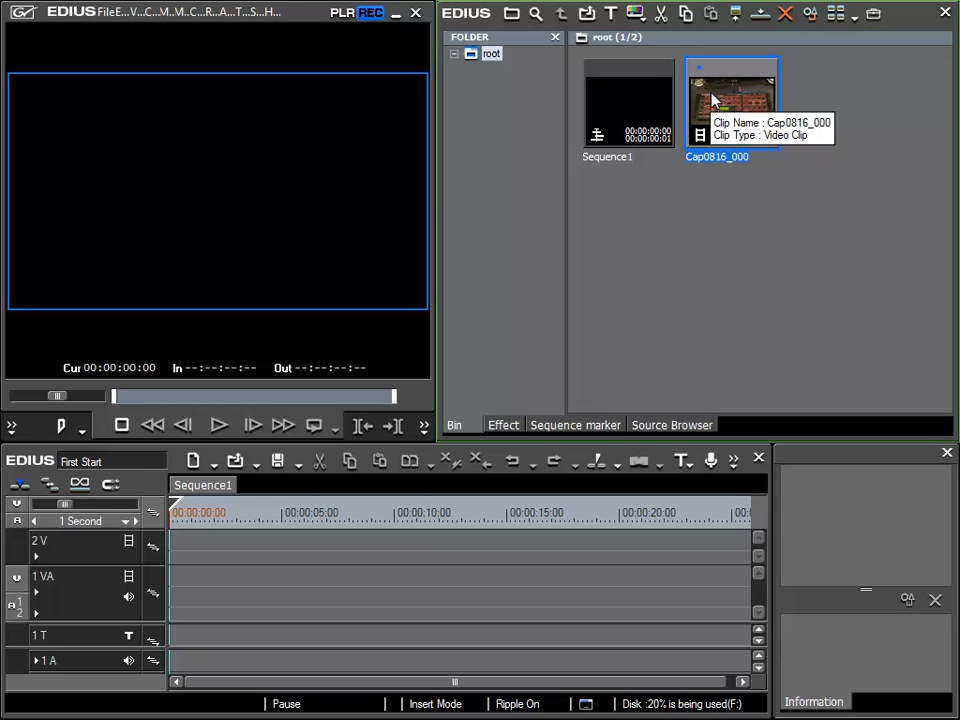 EDIUS FileE...V...C...M...M...C...R...A...T...S...H... PLR REC
EDIUS
FOLDER
root (1/2)
root
00:00:00:00
00:00:00:01
Clip Name : Cap0816_000
Clip Type : Video Clip
Sequence1
Cap0816_000
Cur 00:00:00:00 In --:--:--:-- Out --:--:--:--
Bin Effect Sequence marker Source Browser
EDIUS First Start
Sequence1
1 Second
00:00:00:00 00:00:05:00 00:00:10:00 00:00:15:00 00:00:20:00 00:0
2 V
1 VA
1
2
1 T
T
1 A
Information
Pause Insert Mode Ripple On Disk :20% is being used(F:)